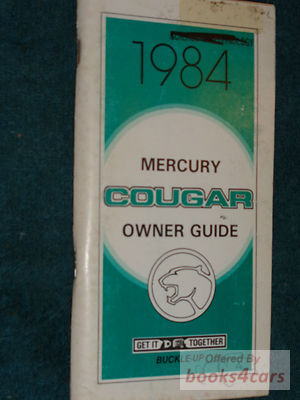 1984
MERCURY
COUGAR
OWNER GUIDE
GET IT TOGETHER
BUCKLE-UP
Offered By
books4cars